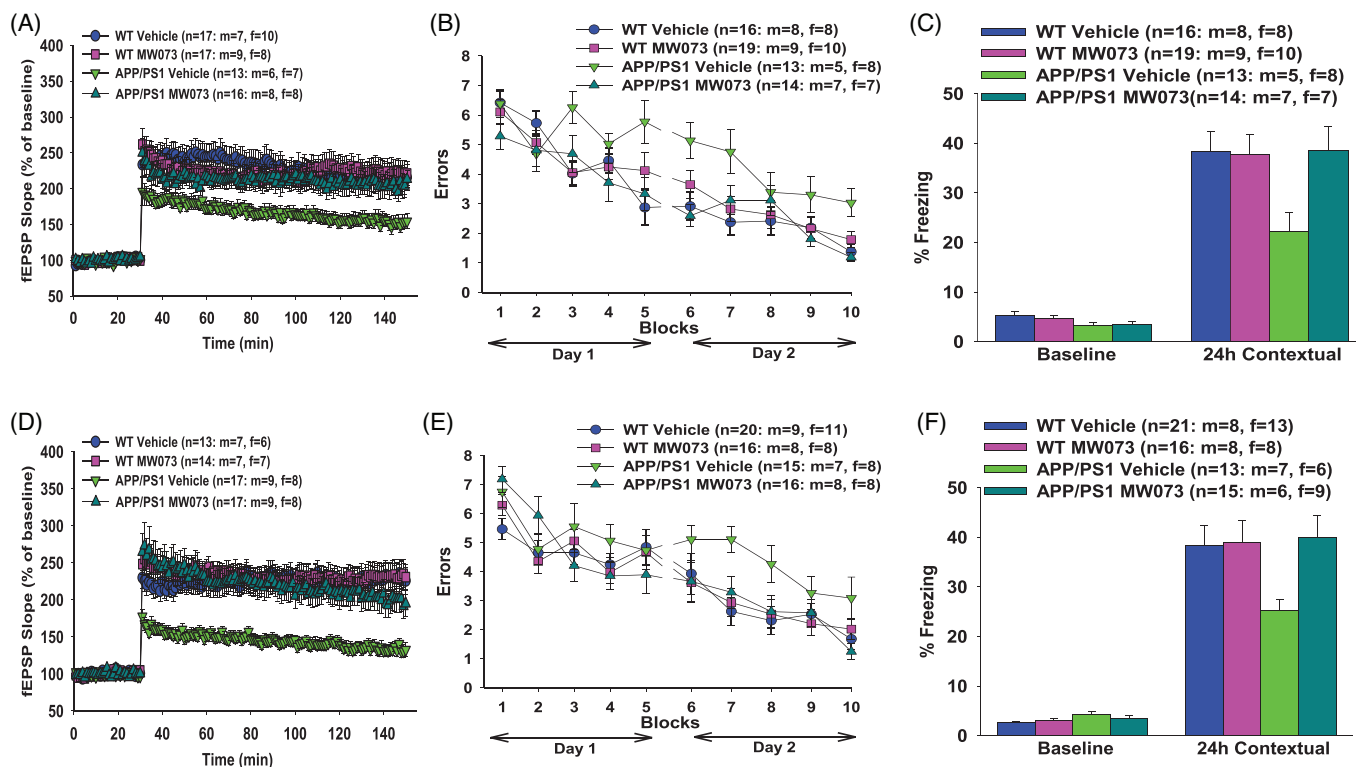 (A)
WT Vehicle (n=17: m=7, f=10)
WT MW073 (n=17: m=9, f=8)
APP/PS1 Vehicle (n=13: m=6, f=7)
APP/PS1 MW073 (n=16: m=8, f=8)
400
350
300
250
200
150
100
50
fEPSP Slope (% of baseline)
0 20 40 60 80 100 120 140
Time (min)
(B)
WT Vehicle (n=16: m=8, f=8)
WT MW073 (n=19: m=9, f=10)
APP/PS1 Vehicle (n=13: m=5, f=8)
APP/PS1 MW073 (n=14: m=7, f=7)
8
7
6
5
4
3
2
1
0
Errors
1 2 3 4 5 6 7 8 9 10
Blocks
Day 1 Day 2
(C)
WT Vehicle (n=16: m=8, f=8)
WT MW073 (n=19: m=9, f=10)
APP/PS1 Vehicle (n=13: m=5, f=8)
APP/PS1 MW073(n=14: m=7, f=7)
50
40
30
20
10
0
% Freezing
Baseline 24h Contextual
(D)
WT Vehicle (n=13: m=7, f=6)
WT MW073 (n=14: m=7, f=7)
APP/PS1 Vehicle (n=17: m=9, f=8)
APP/PS1 MW073 (n=17: m=9, f=8)
400
350
300
250
200
150
100
50
fEPSP Slope (% of baseline)
0 20 40 60 80 100 120 140
Time (min)
(E)
WT Vehicle (n=20: m=9, f=11)
WT MW073 (n=16: m=8, f=8)
APP/PS1 Vehicle (n=15: m=7, f=8)
APP/PS1 MW073 (n=16: m=8, f=8)
8
7
6
5
4
3
2
1
0
Errors
1 2 3 4 5 6 7 8 9 10
Blocks
Day 1 Day 2
(F)
WT Vehicle (n=21: m=8, f=13)
WT MW073 (n=16: m=8, f=8)
APP/PS1 Vehicle (n=13: m=7, f=6)
APP/PS1 MW073 (n=15: m=6, f=9)
50
40
30
20
10
0
% Freezing
Baseline 24h Contextual